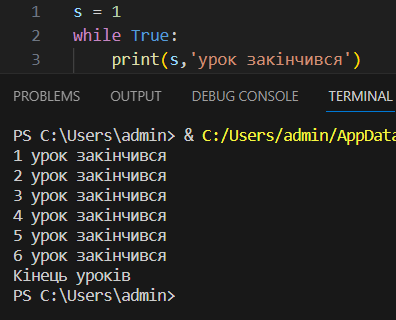 1 s = 1
2 while True:
3 print(s,'урок закінчився')
PROBLEMS OUTPUT DEBUG CONSOLE TERMINAL
PS C:\Users\admin> & C:/Users/admin/AppData
1 урок закінчився
2 урок закінчився
3 урок закінчився
4 урок закінчився
5 урок закінчився
6 урок закінчився
Кінець уроків
PS C:\Users\admin>